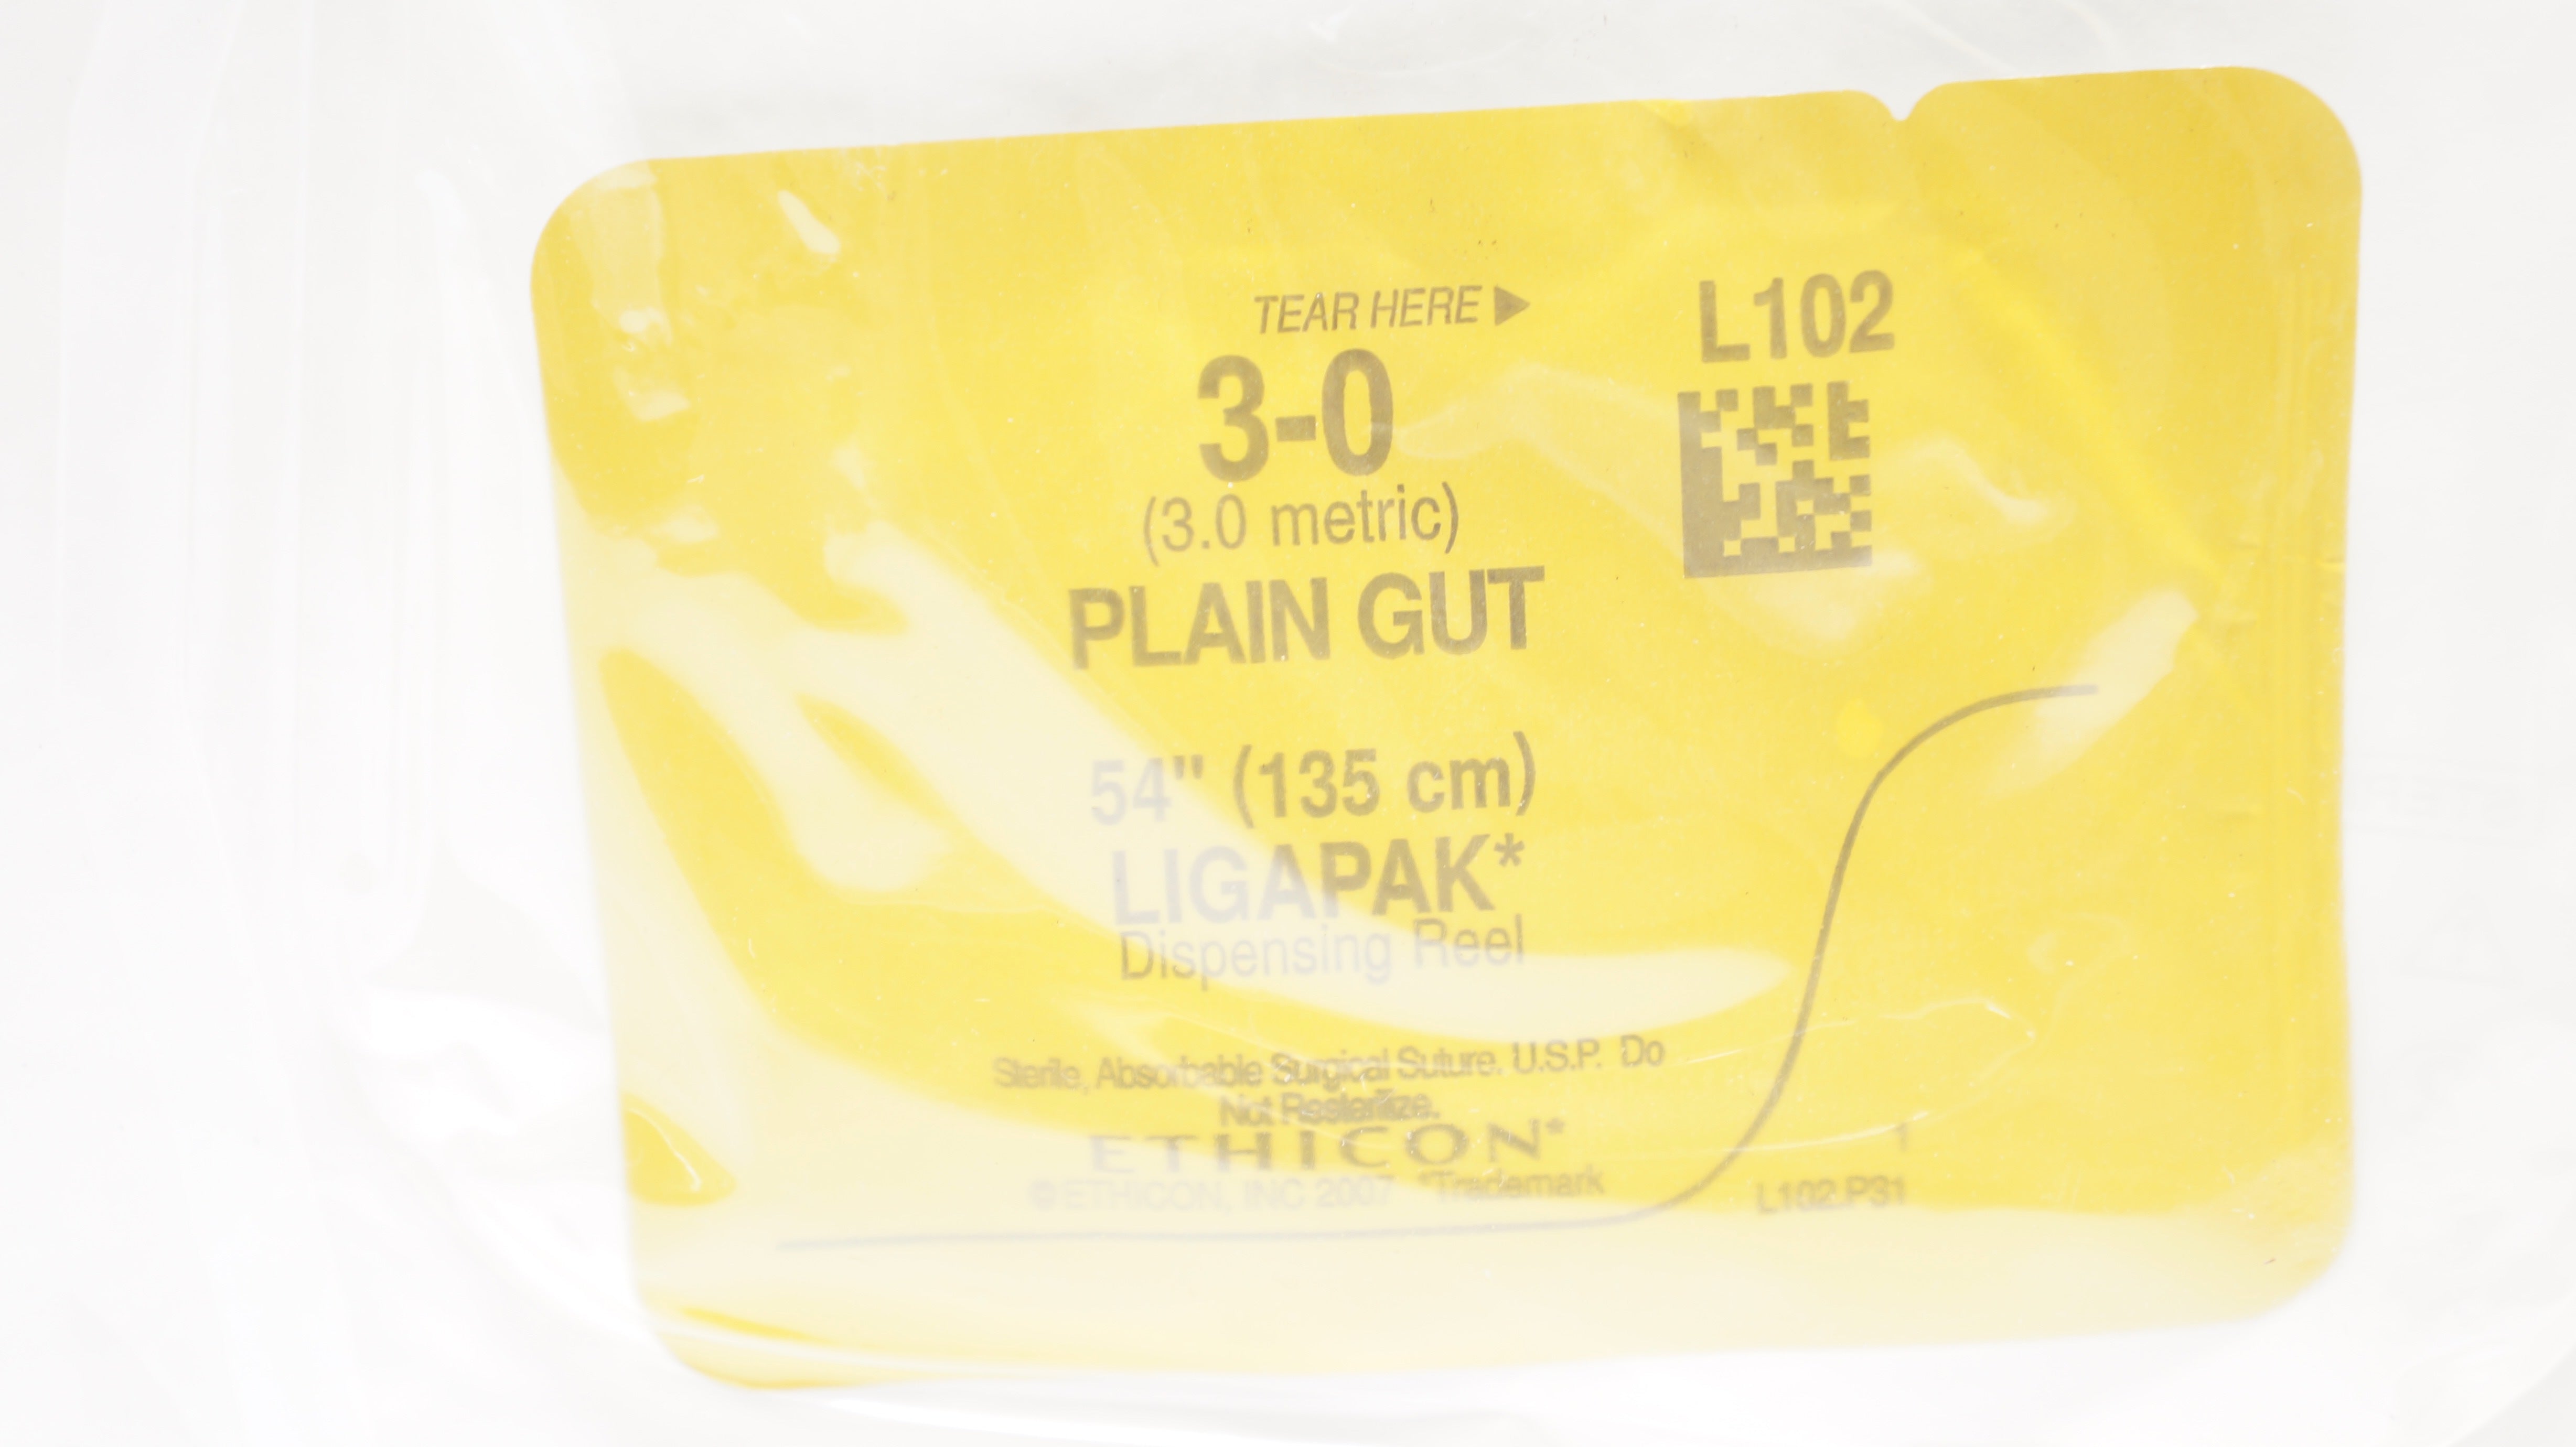 TEAR HERE ▶
L102
3-0
(3.0 metric)
PLAIN GUT
54" (135 cm)
LIGAPAK*
Dispensing Reel
Sterile, Absorbable Surgical Suture. U.S.P. Do
Not Resterilize.
ETHICON*
© ETHICON, INC 2007 *Trademark
1
L102.P31